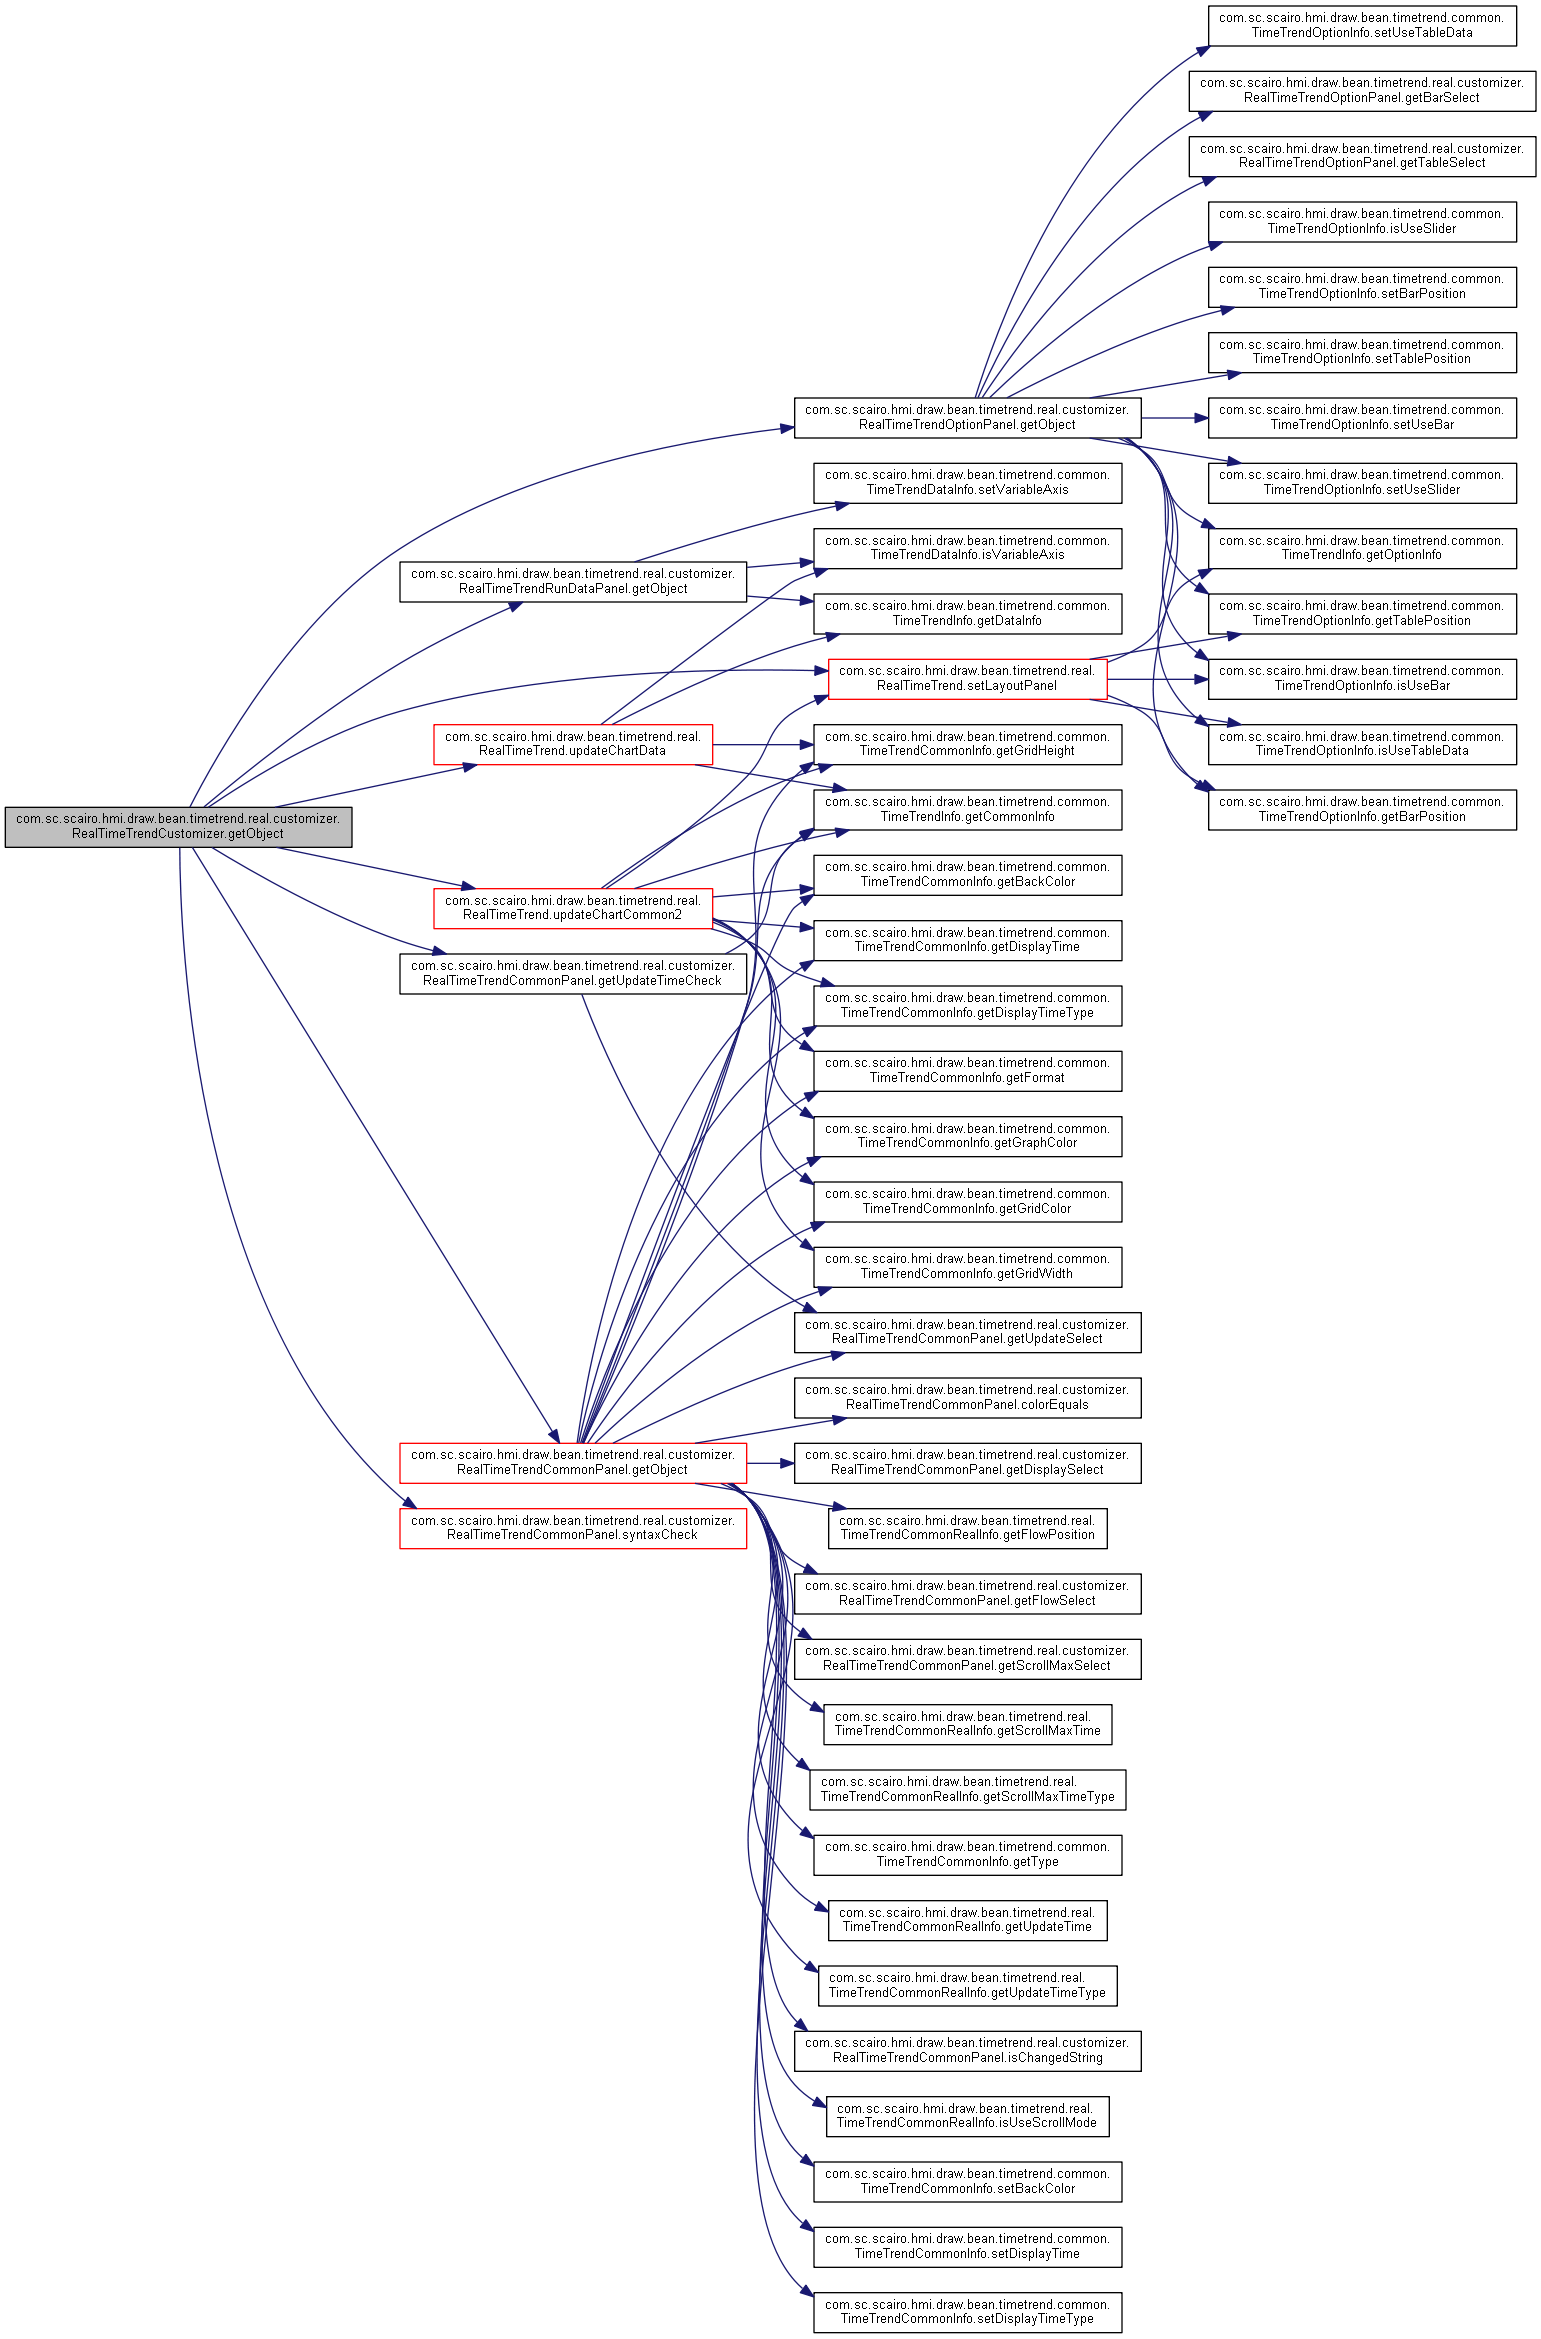 com.sc.scairo.hmi.draw.bean.timetrend.common.
TimeTrendOptionInfo.setUseTableData
com.sc.scairo.hmi.draw.bean.timetrend.real.customizer.
RealTimeTrendOptionPanel.getBarSelect
com.sc.scairo.hmi.draw.bean.timetrend.real.customizer.
RealTimeTrendOptionPanel.getTableSelect
com.sc.scairo.hmi.draw.bean.timetrend.common.
TimeTrendOptionInfo.isUseSlider
com.sc.scairo.hmi.draw.bean.timetrend.common.
TimeTrendOptionInfo.setBarPosition
com.sc.scairo.hmi.draw.bean.timetrend.common.
TimeTrendOptionInfo.setTablePosition
com.sc.scairo.hmi.draw.bean.timetrend.real.customizer.
RealTimeTrendOptionPanel.getObject
com.sc.scairo.hmi.draw.bean.timetrend.common.
TimeTrendOptionInfo.setUseBar
com.sc.scairo.hmi.draw.bean.timetrend.common.
TimeTrendDataInfo.setVariableAxis
com.sc.scairo.hmi.draw.bean.timetrend.common.
TimeTrendOptionInfo.setUseSlider
com.sc.scairo.hmi.draw.bean.timetrend.common.
TimeTrendDataInfo.isVariableAxis
com.sc.scairo.hmi.draw.bean.timetrend.common.
TimeTrendInfo.getOptionInfo
com.sc.scairo.hmi.draw.bean.timetrend.real.customizer.
RealTimeTrendRunDataPanel.getObject
com.sc.scairo.hmi.draw.bean.timetrend.common.
TimeTrendInfo.getDataInfo
com.sc.scairo.hmi.draw.bean.timetrend.common.
TimeTrendOptionInfo.getTablePosition
com.sc.scairo.hmi.draw.bean.timetrend.real.
RealTimeTrend.setLayoutPanel
com.sc.scairo.hmi.draw.bean.timetrend.common.
TimeTrendOptionInfo.isUseBar
com.sc.scairo.hmi.draw.bean.timetrend.real.
RealTimeTrend.updateChartData
com.sc.scairo.hmi.draw.bean.timetrend.common.
TimeTrendCommonInfo.getGridHeight
com.sc.scairo.hmi.draw.bean.timetrend.common.
TimeTrendOptionInfo.isUseTableData
com.sc.scairo.hmi.draw.bean.timetrend.real.customizer.
RealTimeTrendCustomizer.getObject
com.sc.scairo.hmi.draw.bean.timetrend.common.
TimeTrendInfo.getCommonInfo
com.sc.scairo.hmi.draw.bean.timetrend.common.
TimeTrendOptionInfo.getBarPosition
com.sc.scairo.hmi.draw.bean.timetrend.common.
TimeTrendCommonInfo.getBackColor
com.sc.scairo.hmi.draw.bean.timetrend.real.
RealTimeTrend.updateChartCommon2
com.sc.scairo.hmi.draw.bean.timetrend.common.
TimeTrendCommonInfo.getDisplayTime
com.sc.scairo.hmi.draw.bean.timetrend.real.customizer.
RealTimeTrendCommonPanel.getUpdateTimeCheck
com.sc.scairo.hmi.draw.bean.timetrend.common.
TimeTrendCommonInfo.getDisplayTimeType
com.sc.scairo.hmi.draw.bean.timetrend.common.
TimeTrendCommonInfo.getFormat
com.sc.scairo.hmi.draw.bean.timetrend.common.
TimeTrendCommonInfo.getGraphColor
com.sc.scairo.hmi.draw.bean.timetrend.common.
TimeTrendCommonInfo.getGridColor
com.sc.scairo.hmi.draw.bean.timetrend.common.
TimeTrendCommonInfo.getGridWidth
com.sc.scairo.hmi.draw.bean.timetrend.real.customizer.
RealTimeTrendCommonPanel.getUpdateSelect
com.sc.scairo.hmi.draw.bean.timetrend.real.customizer.
RealTimeTrendCommonPanel.colorEquals
com.sc.scairo.hmi.draw.bean.timetrend.real.customizer.
RealTimeTrendCommonPanel.getObject
com.sc.scairo.hmi.draw.bean.timetrend.real.customizer.
RealTimeTrendCommonPanel.getDisplaySelect
com.sc.scairo.hmi.draw.bean.timetrend.real.customizer.
RealTimeTrendCommonPanel.syntaxCheck
com.sc.scairo.hmi.draw.bean.timetrend.real.
TimeTrendCommonRealInfo.getFlowPosition
com.sc.scairo.hmi.draw.bean.timetrend.real.customizer.
RealTimeTrendCommonPanel.getFlowSelect
com.sc.scairo.hmi.draw.bean.timetrend.real.customizer.
RealTimeTrendCommonPanel.getScrollMaxSelect
com.sc.scairo.hmi.draw.bean.timetrend.real.
TimeTrendCommonRealInfo.getScrollMaxTime
com.sc.scairo.hmi.draw.bean.timetrend.real.
TimeTrendCommonRealInfo.getScrollMaxTimeType
com.sc.scairo.hmi.draw.bean.timetrend.common.
TimeTrendCommonInfo.getType
com.sc.scairo.hmi.draw.bean.timetrend.real.
TimeTrendCommonRealInfo.getUpdateTime
com.sc.scairo.hmi.draw.bean.timetrend.real.
TimeTrendCommonRealInfo.getUpdateTimeType
com.sc.scairo.hmi.draw.bean.timetrend.real.customizer.
RealTimeTrendCommonPanel.isChangedString
com.sc.scairo.hmi.draw.bean.timetrend.real.
TimeTrendCommonRealInfo.isUseScrollMode
com.sc.scairo.hmi.draw.bean.timetrend.common.
TimeTrendCommonInfo.setBackColor
com.sc.scairo.hmi.draw.bean.timetrend.common.
TimeTrendCommonInfo.setDisplayTime
com.sc.scairo.hmi.draw.bean.timetrend.common.
TimeTrendCommonInfo.setDisplayTimeType